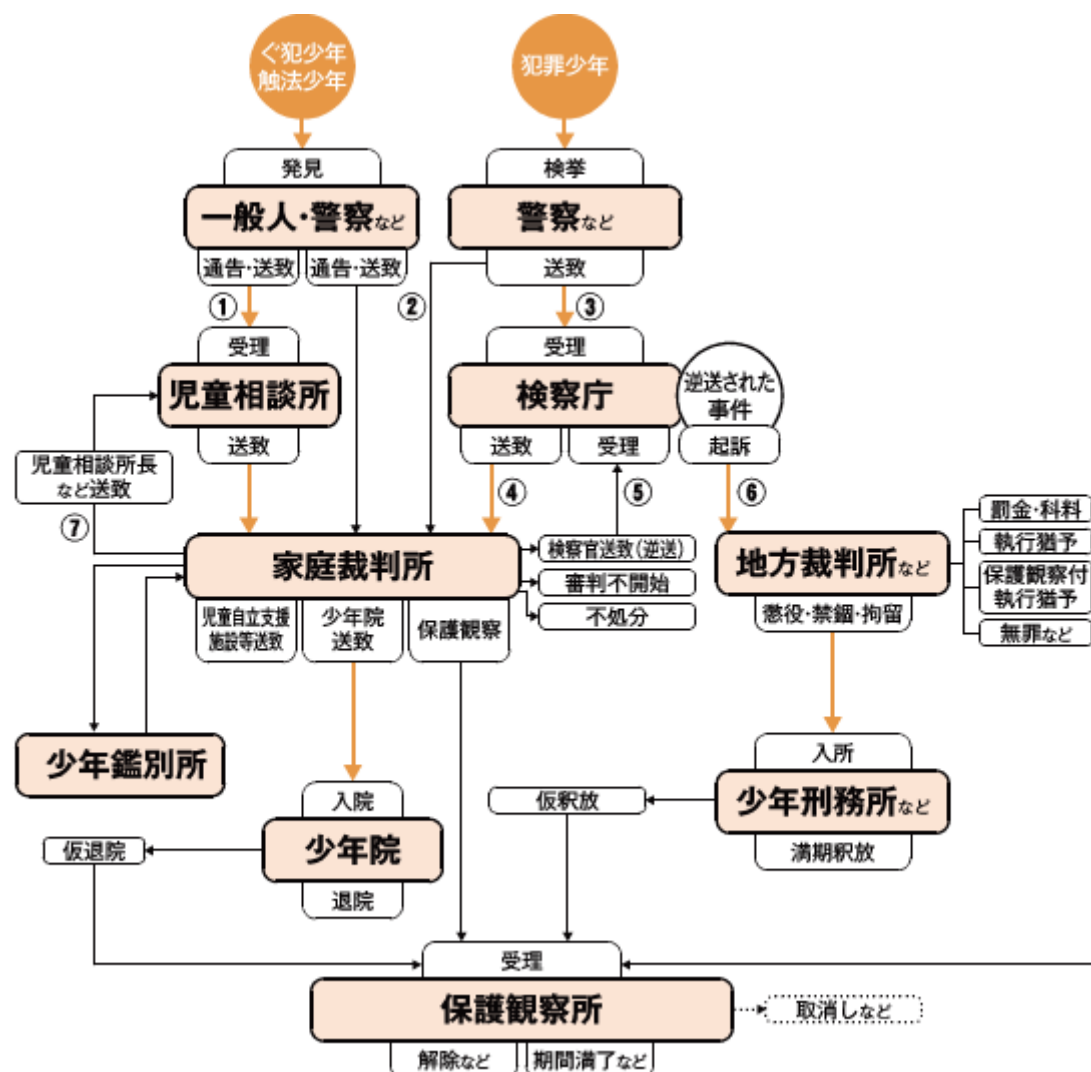 ぐ犯少年
触法少年
犯罪少年
発見
一般人・警察など
通告・送致
通告・送致
検挙
警察など
送致
①
②
③
受理
児童相談所
送致
受理
検察庁
送致
受理
逆送された
事件
起訴
児童相談所長
など送致
④
⑤
⑥
⑦
家庭裁判所
児童自立支援
施設等送致
少年院
送致
保護観察
検察官送致(逆送)
審判不開始
不処分
地方裁判所など
懲役・禁錮・拘留
罰金・科料
執行猶予
保護観察付
執行猶予
無罪など
少年鑑別所
入院
少年院
退院
仮退院
入所
少年刑務所など
満期釈放
仮釈放
受理
保護観察所
解除など
期間満了など
取消しなど